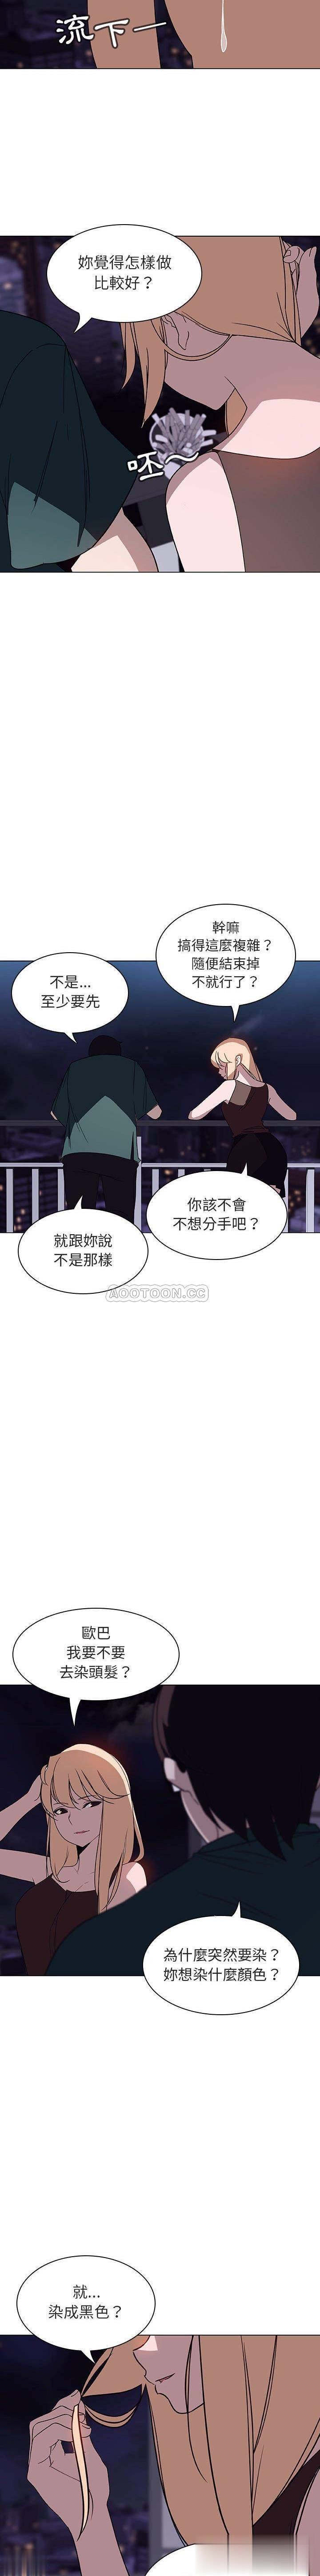 流下一
妳覺得怎樣做
比較好？
呸～
幹嘛
搞得這麼複雜？
隨便結束掉
不就行了？
不是...
至少要先
你該不會
不想分手吧？
就跟妳說
不是那樣
AOOTOON.CC
歐巴
我要不要
去染頭髮？
為什麼突然要染？
妳想染什麼顏色？
就...
染成黑色？